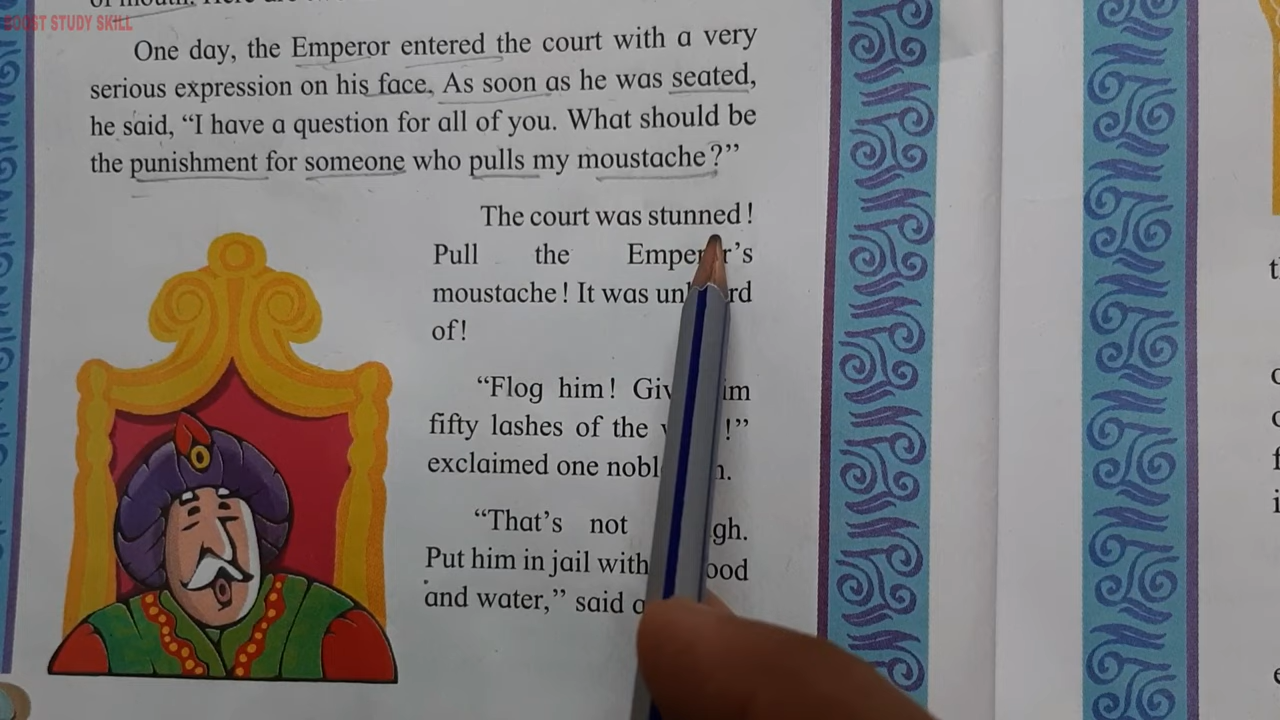 BOOST STUDY SKILL
One day, the Emperor entered the court with a very
serious expression on his face. As soon as he was seated,
he said, “I have a question for all of you. What should be
the punishment for someone who pulls my moustache?”
The court was stunned!
Pull the Emperor’s
moustache! It was unheard
of!
“Flog him! Give him
fifty lashes of the !”
exclaimed one nobleman.
“That’s not enough.
Put him in jail without food
and water,” said